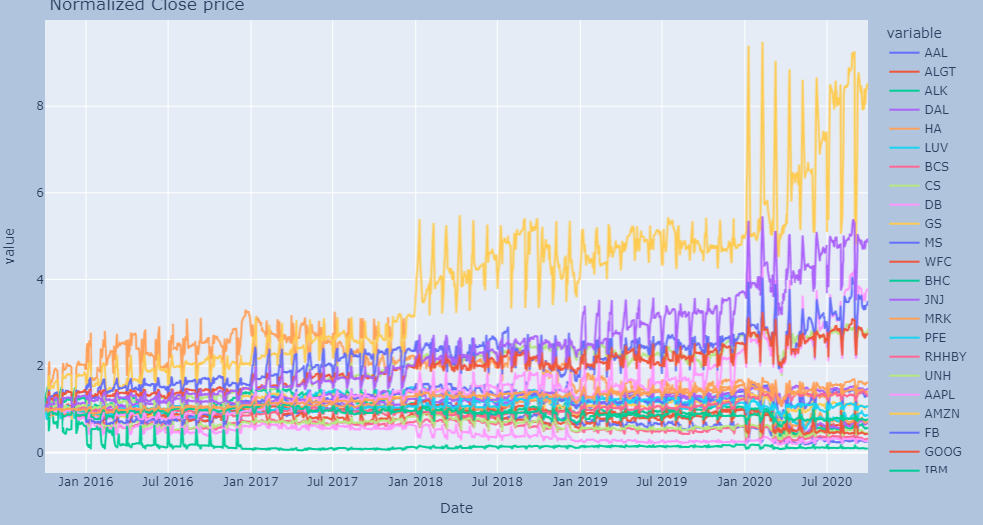 Normalized Close price
variable
AAL
ALGT
ALK
DAL
HA
LUV
BCS
CS
DB
GS
MS
WFC
BHC
JNJ
MRK
PFE
RHHBY
UNH
AAPL
AMZN
FB
GOOG
IBM
value
8
6
4
2
0
Jan 2016 Jul 2016 Jan 2017 Jul 2017 Jan 2018 Jul 2018 Jan 2019 Jul 2019 Jan 2020 Jul 2020
Date